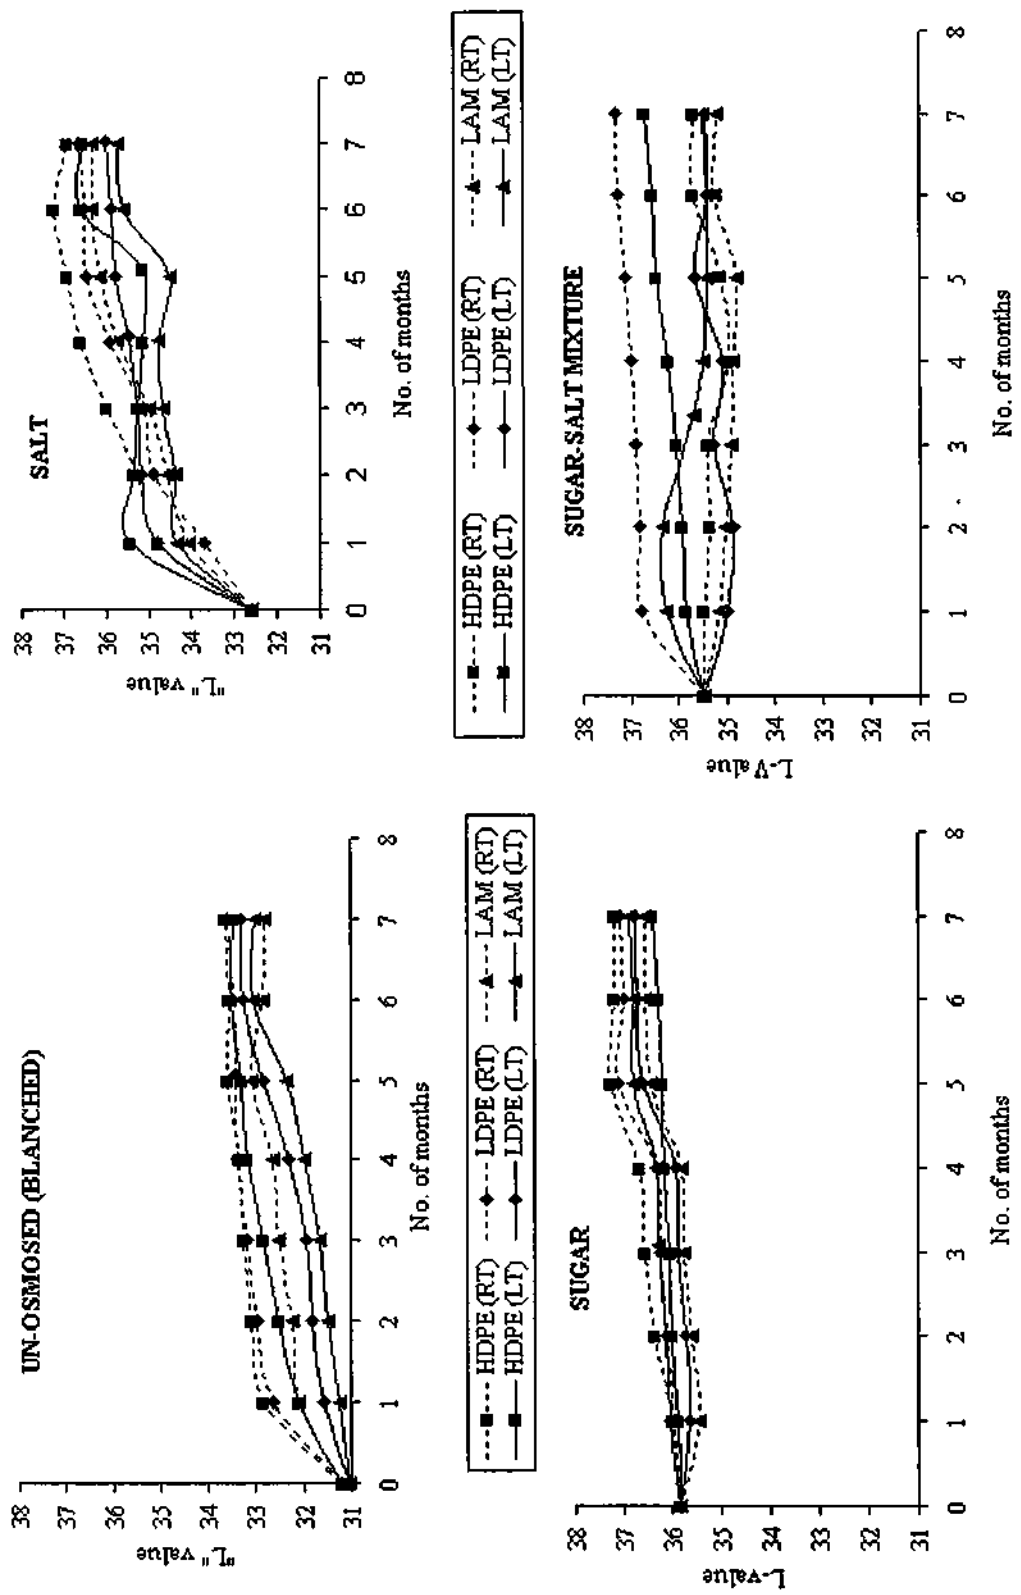 UN-OSMOSED (BLANCHED)
"L" value
38
37
36
35
34
33
32
31
0 1 2 3 4 5 6 7 8
No. of months
SALT
"L" value
38
37
36
35
34
33
32
31
0 1 2 3 4 5 6 7 8
No. of months
HDPE(RT) LDPE(RT) LAM(RT)
HDPE(LT) LDPE(LT) LAM(LT)
HDPE(RT) LDPE(RT) LAM(RT)
HDPE(LT) LDPE(LT) LAM(LT)
SUGAR
L-value
38
37
36
35
34
33
32
31
0 1 2 3 4 5 6 7 8
No. of months
SUGAR-SALT MIXTURE
L-Value
38
37
36
35
34
33
32
31
0 1 2 3 4 5 6 7 8
No. of months